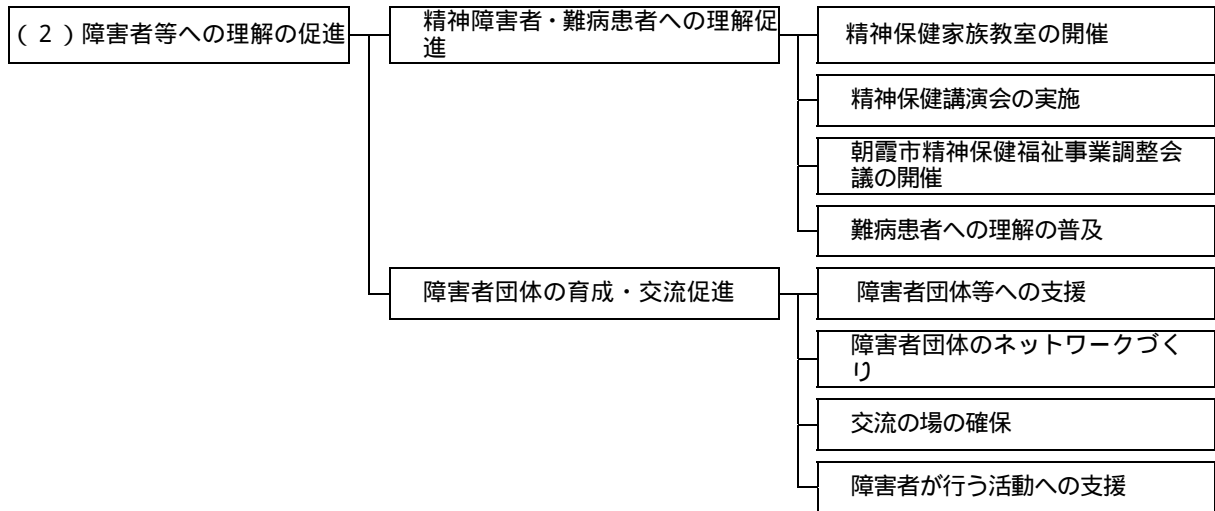 (２)障害者等への理解の促進
精神障害者・難病患者への理解促
進
精神保健家族教室の開催
精神保健講演会の実施
朝霞市精神保健福祉事業調整会
議の開催
難病患者への理解の普及
障害者団体の育成・交流促進
障害者団体等への支援
障害者団体のネットワークづく
り
交流の場の確保
障害者が行う活動への支援